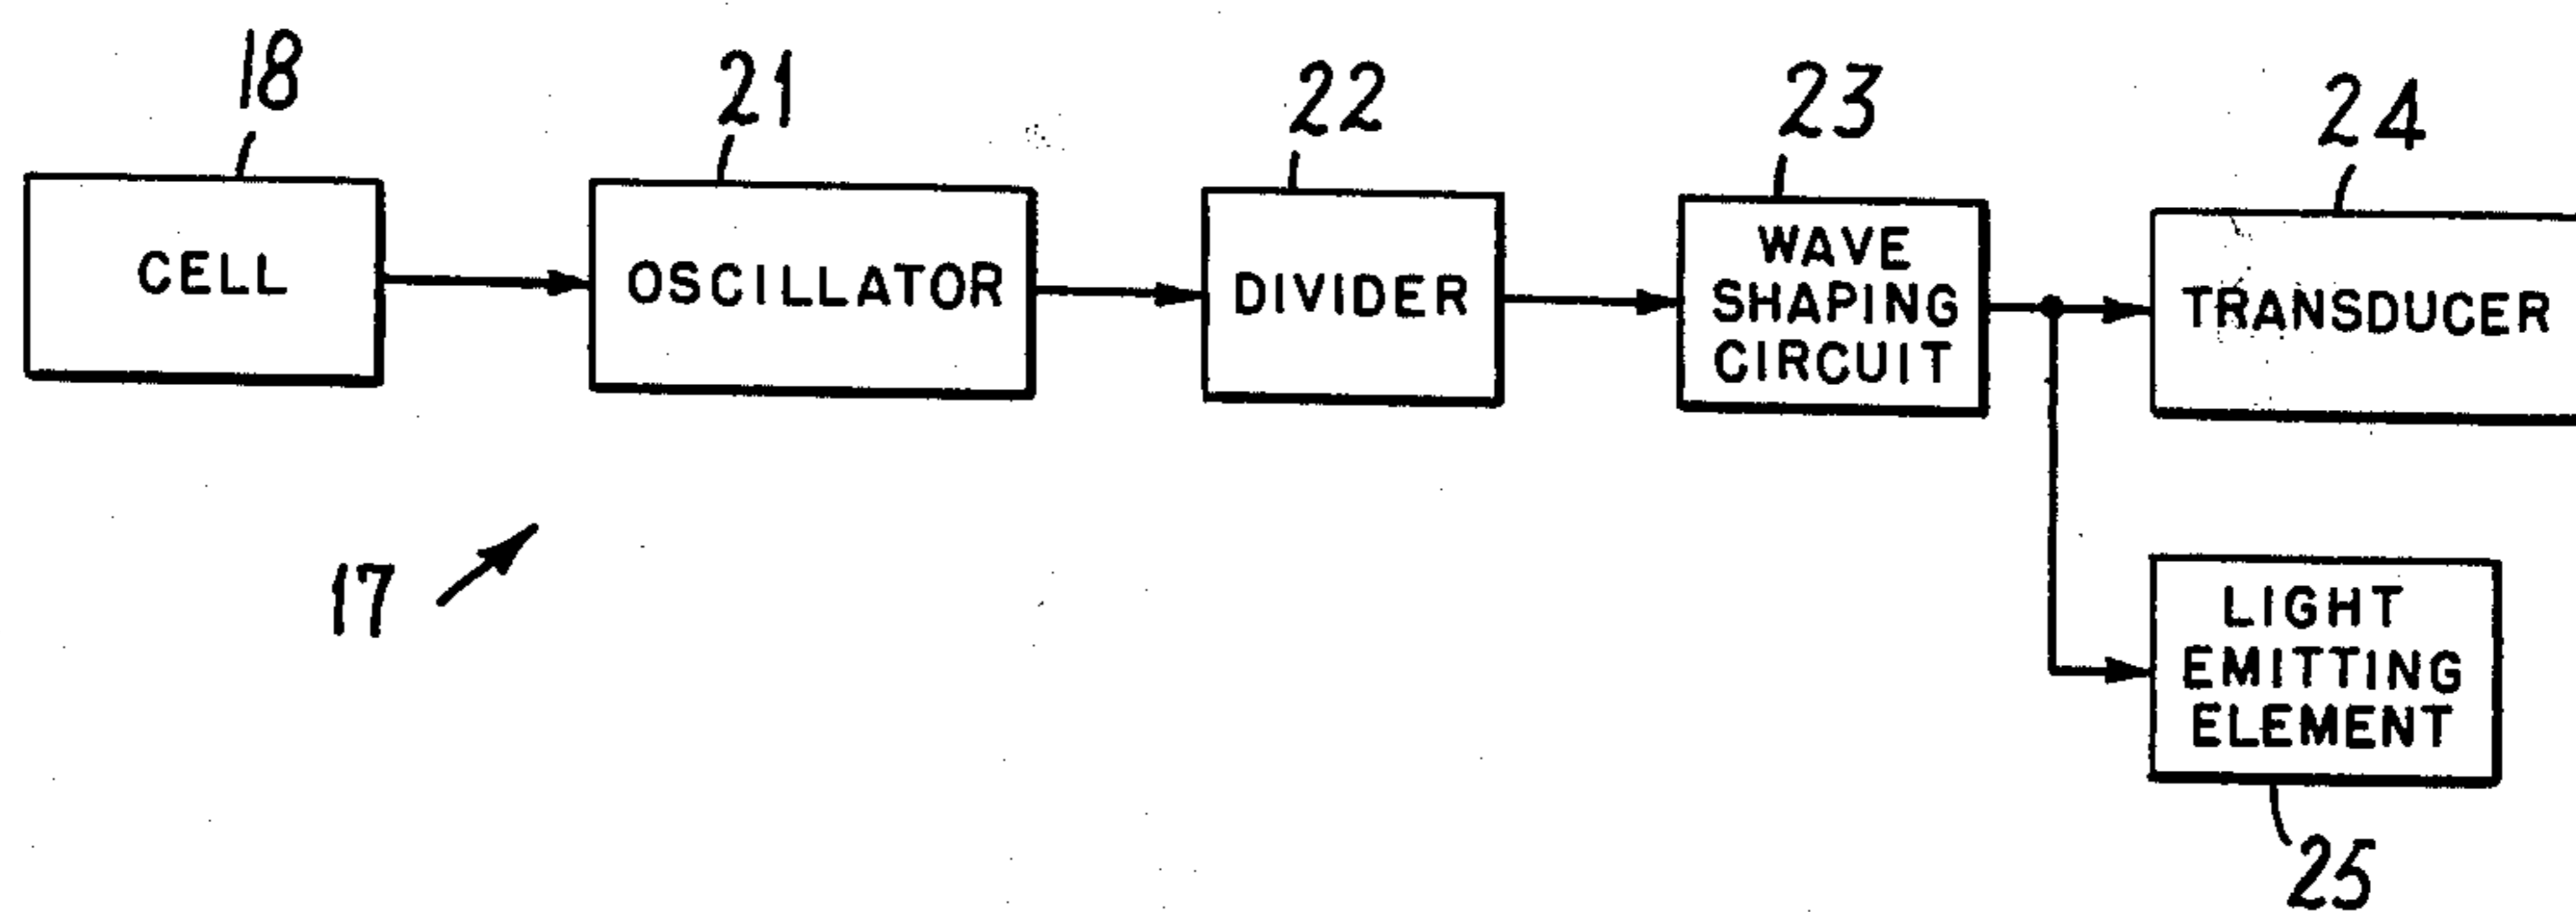 18
21
22
23
24
CELL
OSCILLATOR
DIVIDER
WAVE
SHAPING
CIRCUIT
TRANSDUCER
17
LIGHT
EMITTING
ELEMENT
25